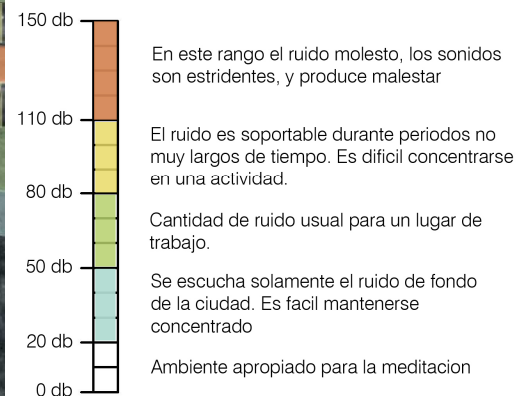 150 db
En este rango el ruido molesto, los sonidos
son estridentes, y produce malestar
110 db
El ruido es soportable durante periodos no
muy largos de tiempo. Es dificil concentrarse
en una actividad.
80 db
Cantidad de ruido usual para un lugar de
trabajo.
50 db
Se escucha solamente el ruido de fondo
de la ciudad. Es facil mantenerse
concentrado
20 db
Ambiente apropiado para la meditacion
0 db